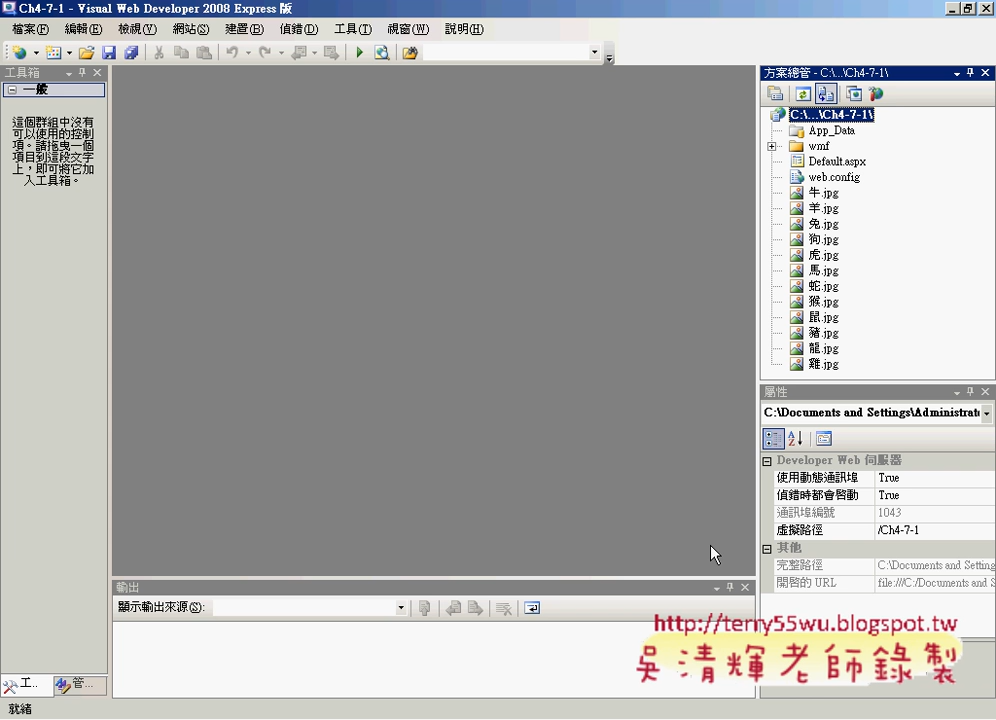 Ch4-7-1 - Visual Web Developer 2008 Express 版
檔案(F) 編輯(E) 檢視(V) 網站(S) 建置(B) 偵錯(D) 工具(T) 視窗(W) 說明(H)
工具箱
一般
這個群組中沒有
可以使用的控制
項。請拖曳一個
項目到這段文字
上，即可將它加
入工具箱。
工...
管...
方案總管 - C:\...\Ch4-7-1\
C:\...\Ch4-7-1\
App_Data
wmf
Default.aspx
web.config
牛.jpg
羊.jpg
兔.jpg
狗.jpg
虎.jpg
馬.jpg
蛇.jpg
猴.jpg
鼠.jpg
豬.jpg
龍.jpg
雞.jpg
屬性
C:\Documents and Settings\Administrat
Developer Web 伺服器
使用動態通訊埠 True
偵錯時都會啟動 True
通訊埠編號 1043
虛擬路徑 /Ch4-7-1
其他
完整路徑 C:\Documents and Setting
開啟的 URL file:///C:/Documents and S
輸出
顯示輸出來源(S):
http://terry55wu.blogspot.tw
吳清輝老師錄製
就緒